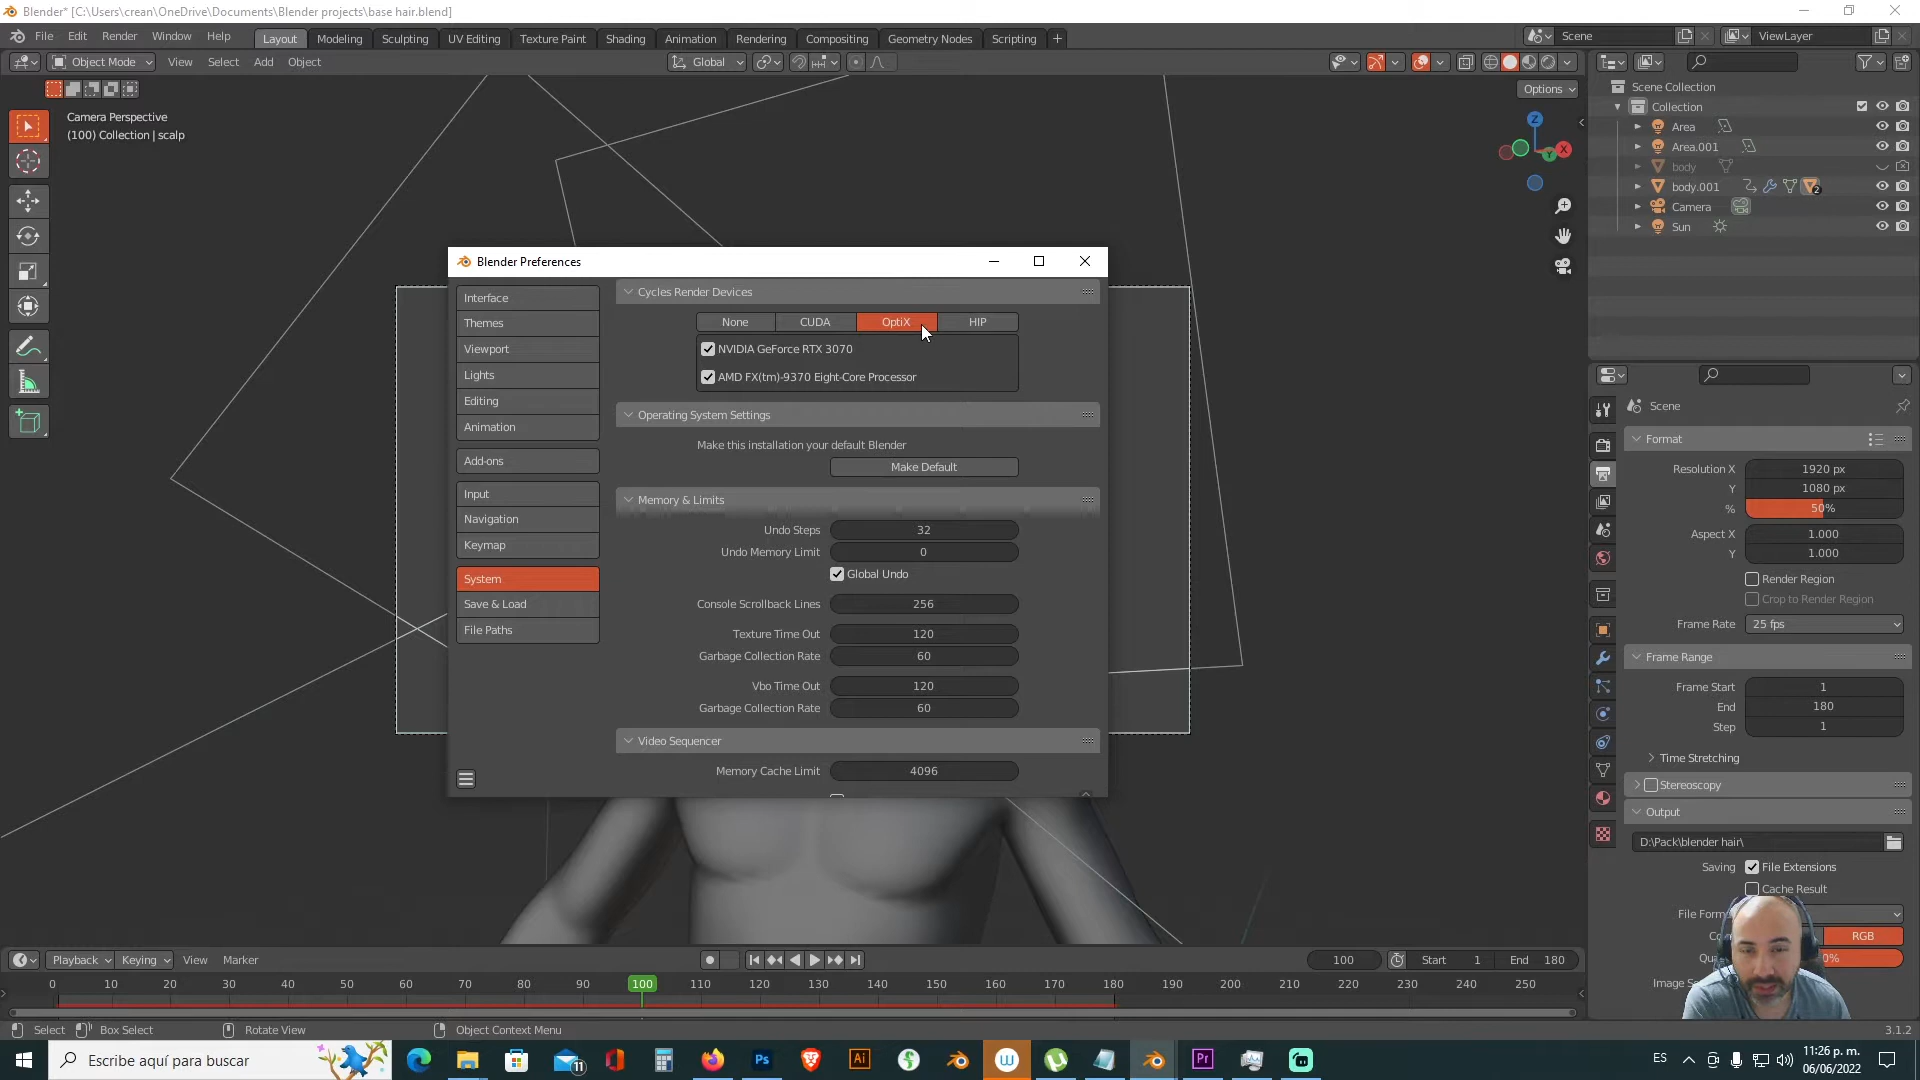 Blender* [C:\Users\crean\OneDrive\Documents\Blender projects\base hair.blend]
File Edit Render Window Help
Layout Modeling Sculpting UV Editing Texture Paint Shading Animation Rendering Compositing Geometry Nodes Scripting +
Scene
ViewLayer
Object Mode View Select Add Object
Global
Options
Camera Perspective
(100) Collection | scalp
Z
X
Y
Scene Collection
Collection
Area
Area.001
body
body.001
2
Camera
Sun
Blender Preferences
Interface
Themes
Viewport
Lights
Editing
Animation
Add-ons
Input
Navigation
Keymap
System
Save & Load
File Paths
Cycles Render Devices
None CUDA OptiX HIP
NVIDIA GeForce RTX 3070
AMD FX(tm)-9370 Eight-Core Processor
Operating System Settings
Make this installation your default Blender
Make Default
Memory & Limits
Undo Steps 32
Undo Memory Limit 0
Global Undo
Console Scrollback Lines 256
Texture Time Out 120
Garbage Collection Rate 60
Vbo Time Out 120
Garbage Collection Rate 60
Video Sequencer
Memory Cache Limit 4096
Scene
Format
Resolution X 1920 px
Y 1080 px
% 50%
Aspect X 1.000
Y 1.000
Render Region
Crop to Render Region
Frame Rate 25 fps
Frame Range
Frame Start 1
End 180
Step 1
Time Stretching
Stereoscopy
Output
D:\Pack\blender hair\
Saving File Extensions
Cache Result
File Form
RGB
0%
Image S
Playback Keying View Marker
100
Start 1
End 180
0 10 20 30 40 50 60 70 80 90 100 110 120 130 140 150 160 170 180 190 200 210 220 230 240 250
Select Box Select Rotate View Object Context Menu
3.1.2
Escribe aquí para buscar
11
Ps
Ai
W
Pr
ES
11:26 p. m.
06/06/2022